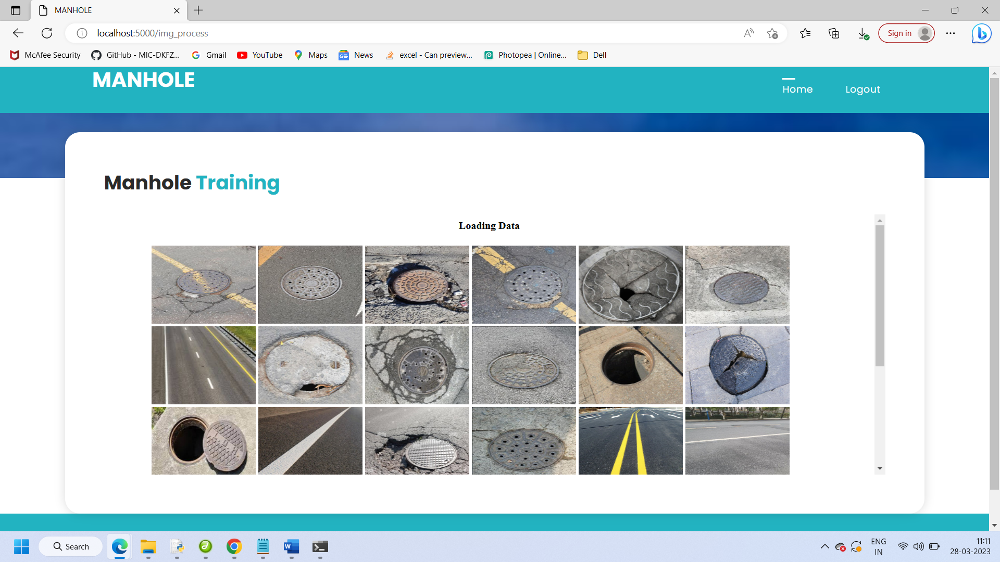 MANHOLE
localhost:5000/img_process
Sign in
McAfee Security
GitHub - MIC-DKFZ...
Gmail
YouTube
Maps
News
excel - Can preview...
Photopea | Online...
Dell
MANHOLE
Home
Logout
Manhole Training
Loading Data
Search
ENG
IN
11:11
28-03-2023